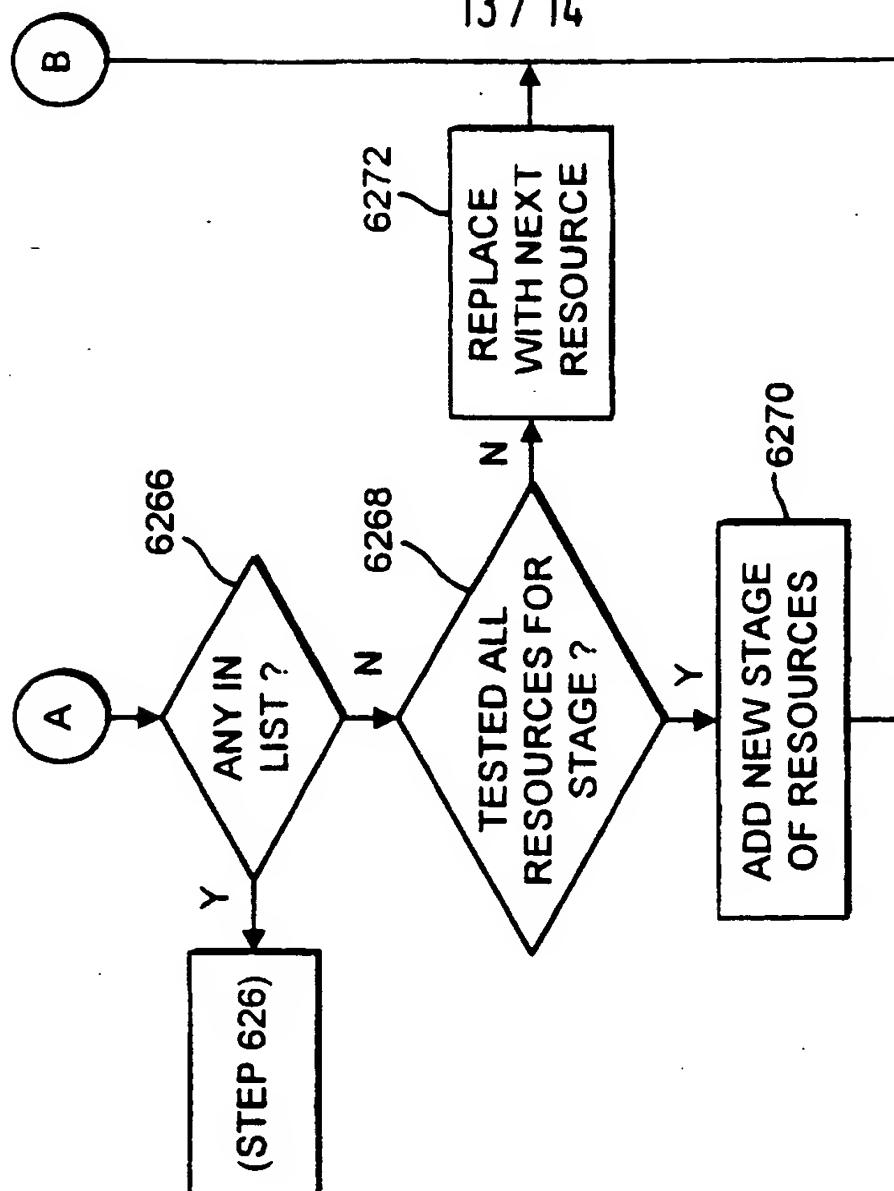 13 / 14
B
A
6266
ANY IN
LIST ?
Y
(STEP 626)
N
6268
TESTED ALL
RESOURCES FOR
STAGE ?
N
6272
REPLACE
WITH NEXT
RESOURCE
Y
6270
ADD NEW STAGE
OF RESOURCES